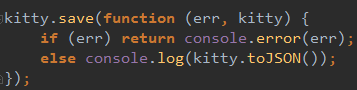 kitty.save(function (err, kitty) {
    if (err) return console.error(err);
    else console.log(kitty.toJSON());
});